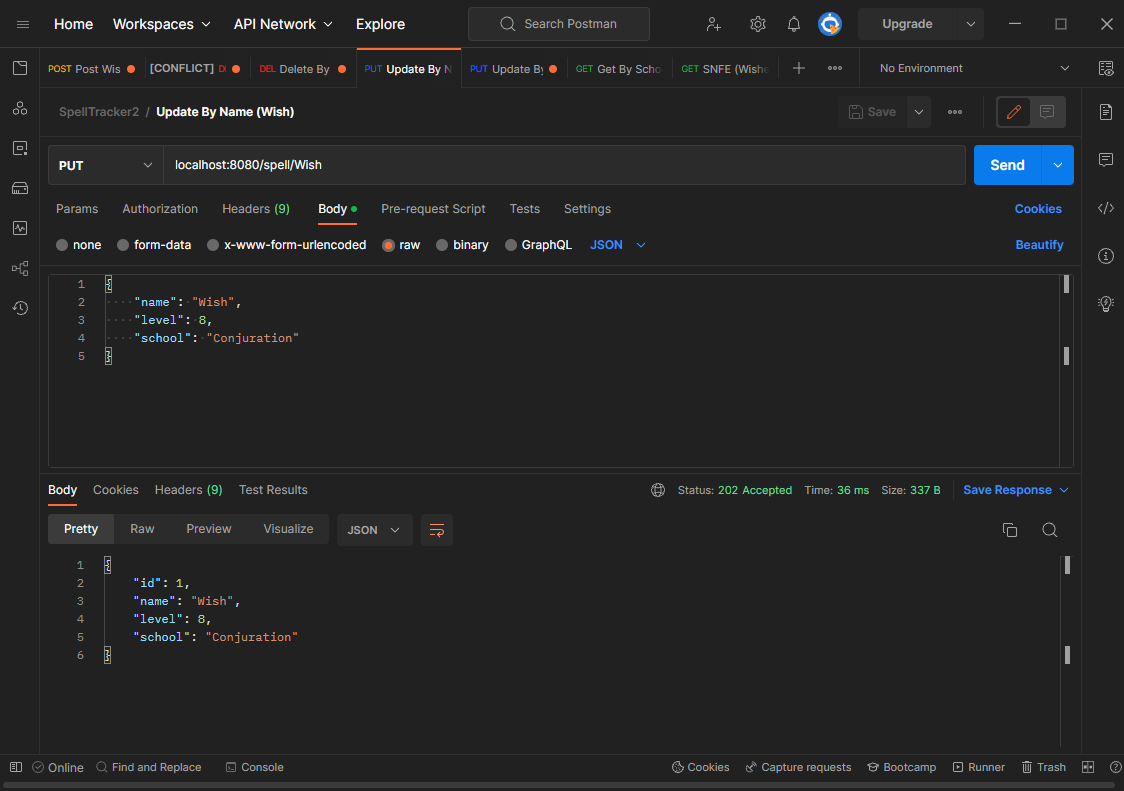 Home Workspaces API Network Explore Search Postman Upgrade
POST Post Wis [CONFLICT] DEL Delete By PUT Update By N PUT Update By GET Get By Scho GET SNFE (Wishe No Environment
SpellTracker2 / Update By Name (Wish) Save
PUT localhost:8080/spell/Wish Send
Params Authorization Headers (9) Body Pre-request Script Tests Settings Cookies
none form-data x-www-form-urlencoded raw binary GraphQL JSON Beautify
1 {
2 "name": "Wish",
3 "level": 8,
4 "school": "Conjuration"
5 }
Body Cookies Headers (9) Test Results Status: 202 Accepted Time: 36 ms Size: 337 B Save Response
Pretty Raw Preview Visualize JSON
1 {
2 "id": 1,
3 "name": "Wish",
4 "level": 8,
5 "school": "Conjuration"
6 }
Online Find and Replace Console Cookies Capture requests Bootcamp Runner Trash